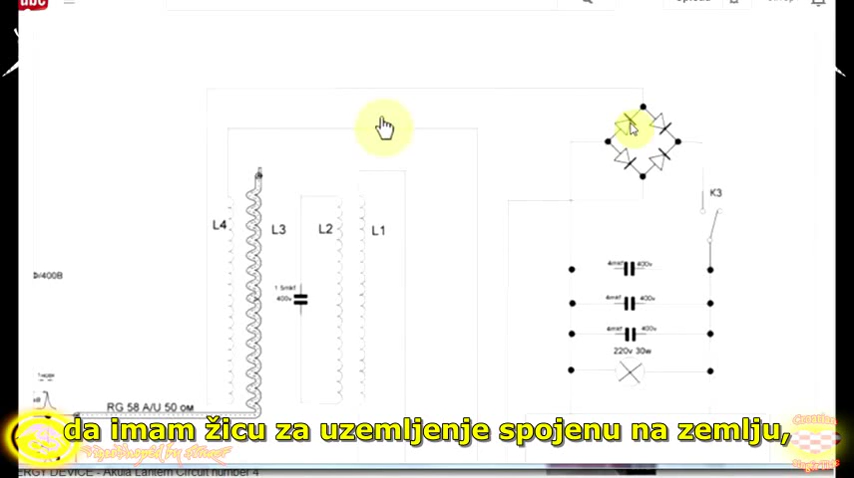 K3
L4
L3
L2
L1
4mkf 400v
4mkf 400v
4mkf 400v
1 5mkf
400v
220v 30w
RG 58 A/U 50 ом
da imam žicu za uzemljenje spojenu na zemlju,
ERGY DEVICE - Akula Lantern Circuit number 4
Croatian